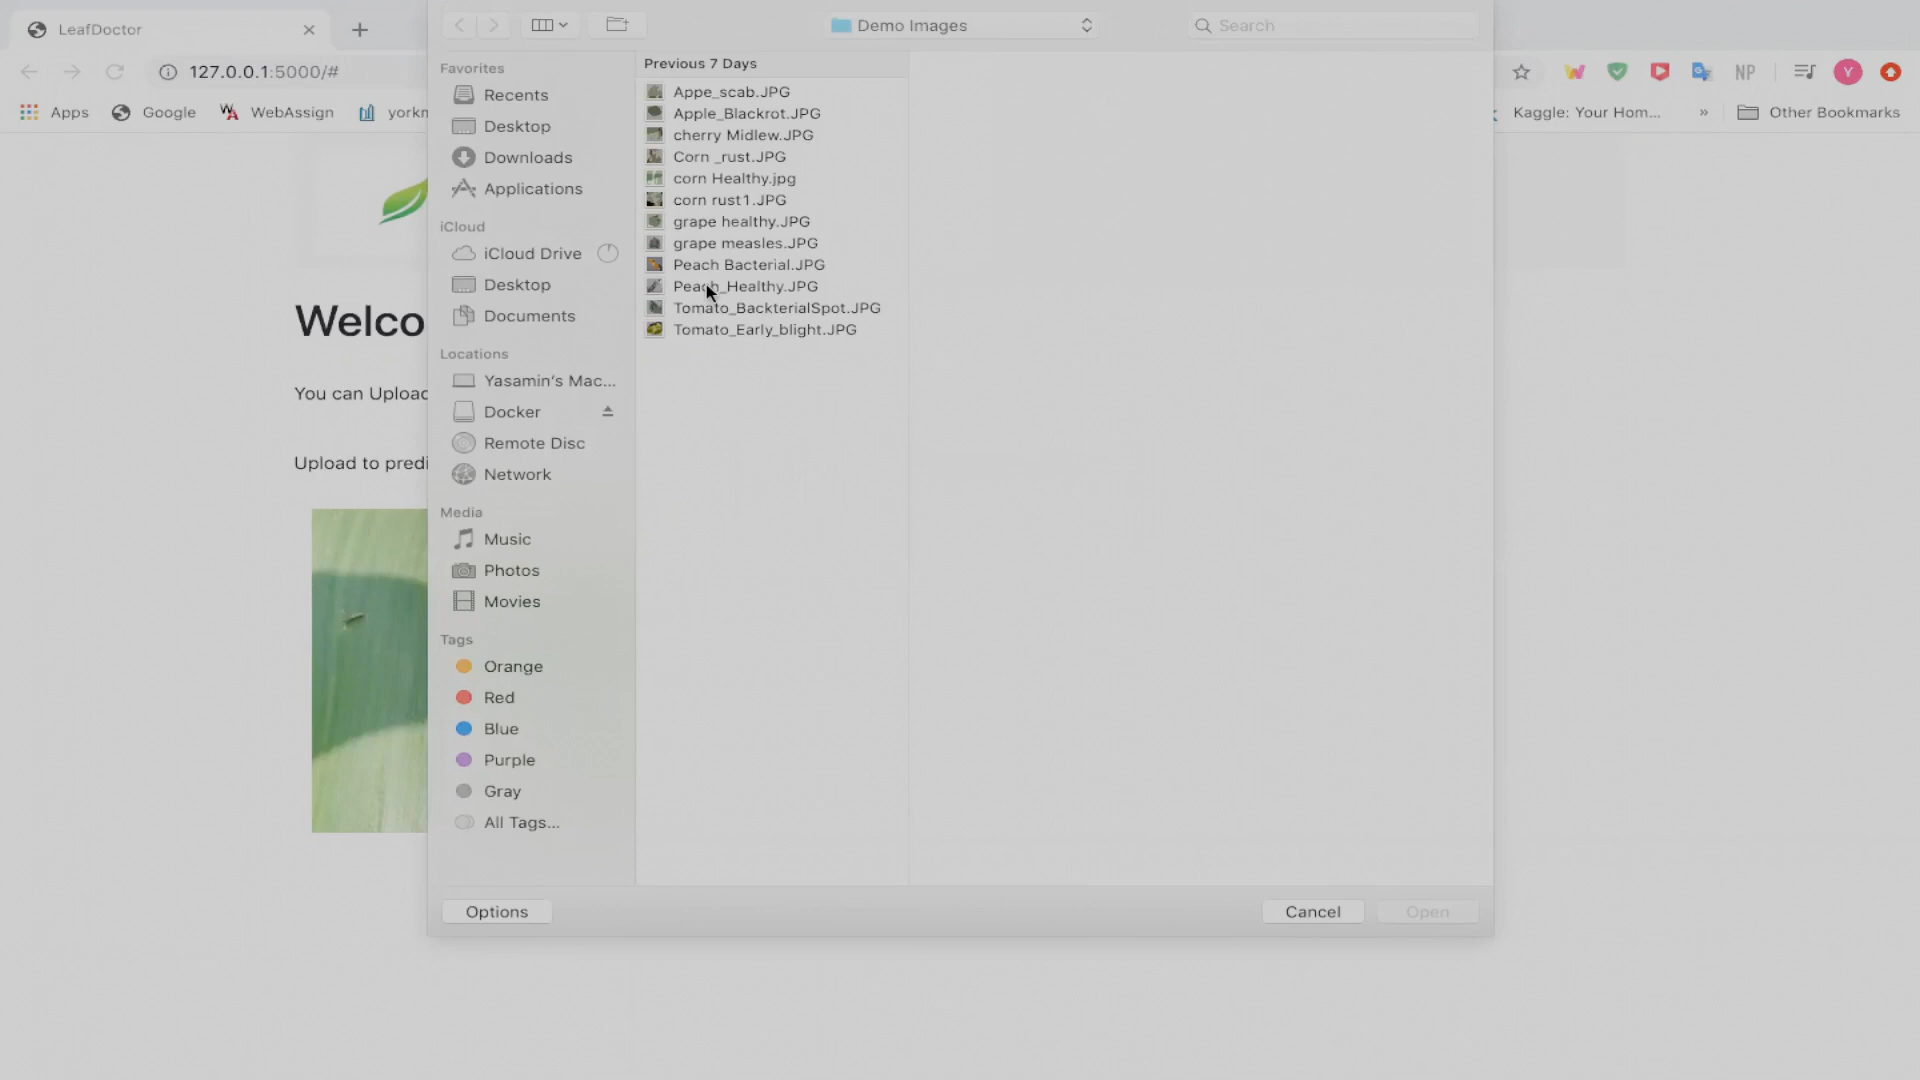 LeafDoctor
127.0.0.1:5000/#
Apps
Google
WebAssign
yorkn
NP
Y
Kaggle: Your Hom...
»
Other Bookmarks
Demo Images
Search
Favorites
Recents
Desktop
Downloads
Applications
iCloud
iCloud Drive
Desktop
Documents
Locations
Yasamin's Mac...
Docker
Remote Disc
Network
Media
Music
Photos
Movies
Tags
Orange
Red
Blue
Purple
Gray
All Tags...
Previous 7 Days
Appe_scab.JPG
Apple_Blackrot.JPG
cherry Midlew.JPG
Corn _rust.JPG
corn Healthy.jpg
corn rust1.JPG
grape healthy.JPG
grape measles.JPG
Peach Bacterial.JPG
Peach_Healthy.JPG
Tomato_BackterialSpot.JPG
Tomato_Early_blight.JPG
Welco
You can Upload
Upload to predi
Options
Cancel
Open